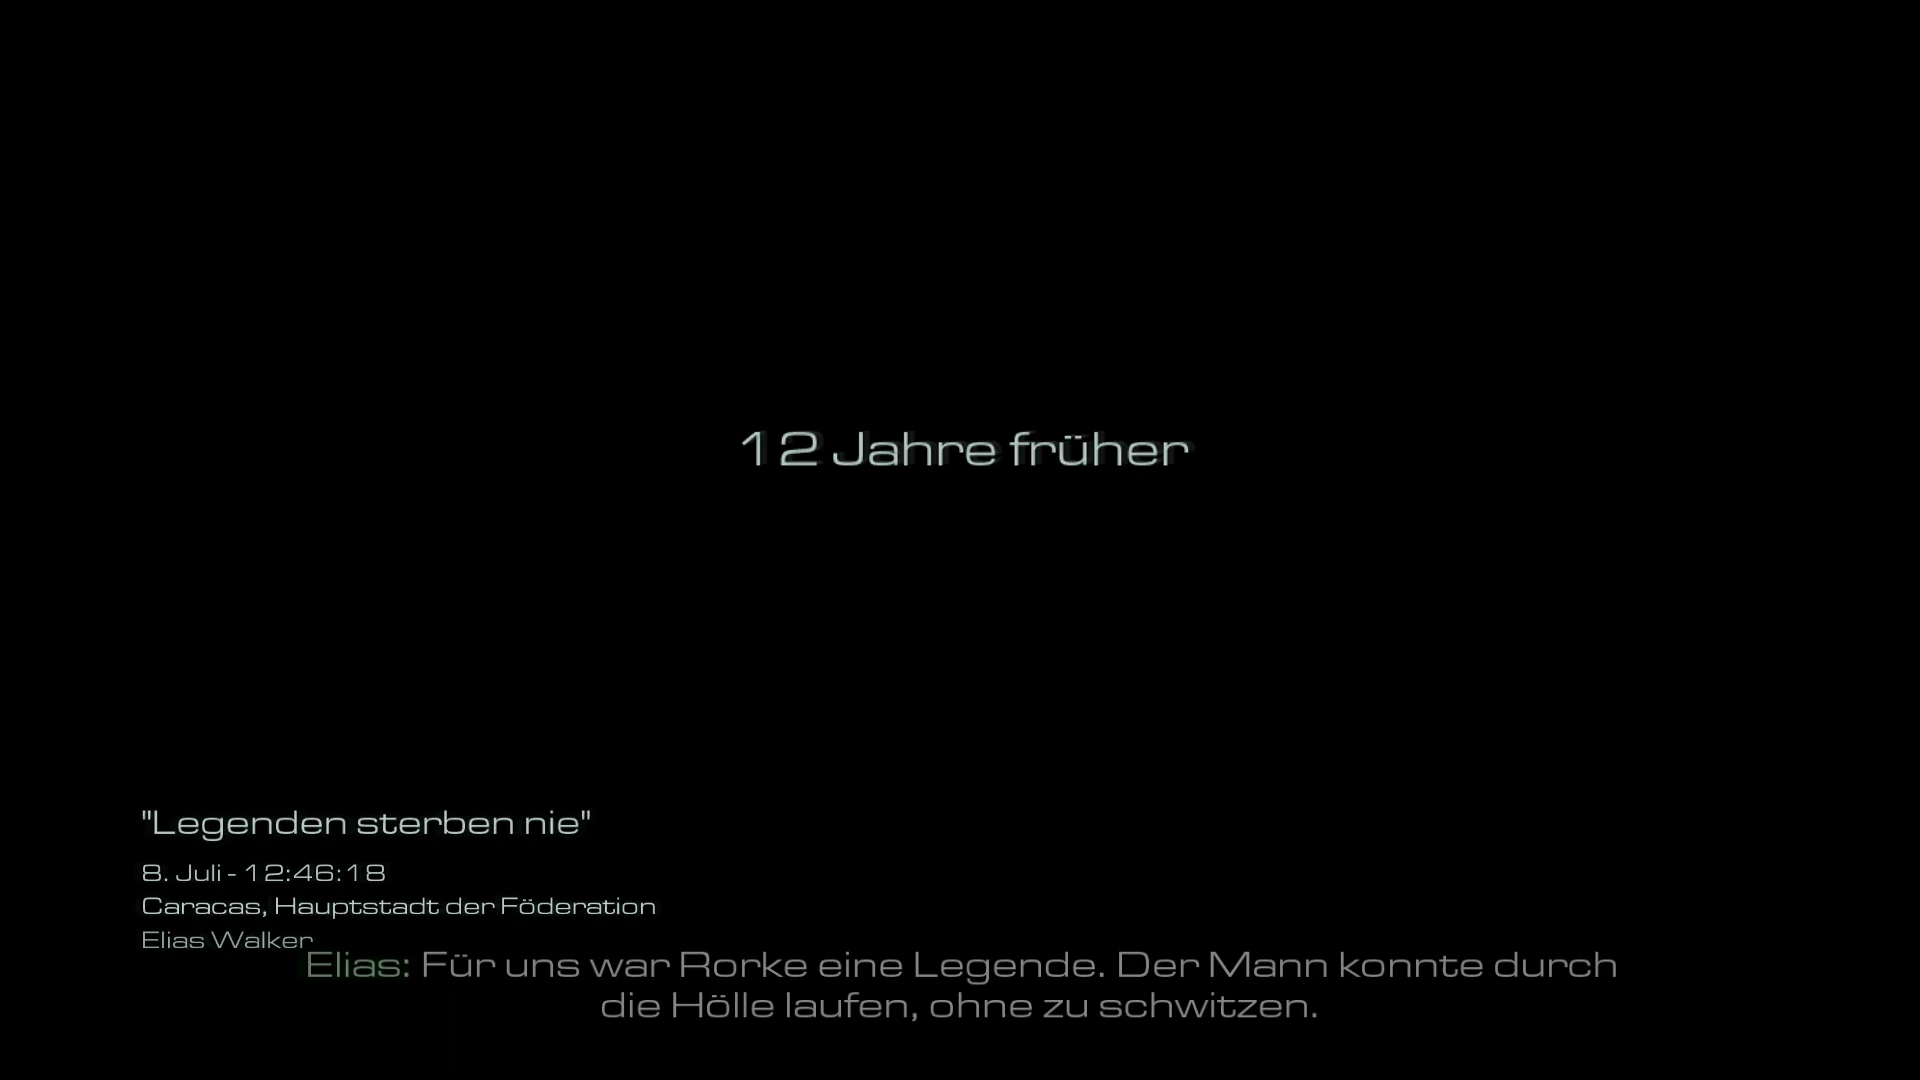 12 Jahre früher
"Legenden sterben nie"
8. Juli - 12:46:18
Caracas, Hauptstadt der Föderation
Elias Walker
Elias: Für uns war Rorke eine Legende. Der Mann konnte durch
die Hölle laufen, ohne zu schwitzen.